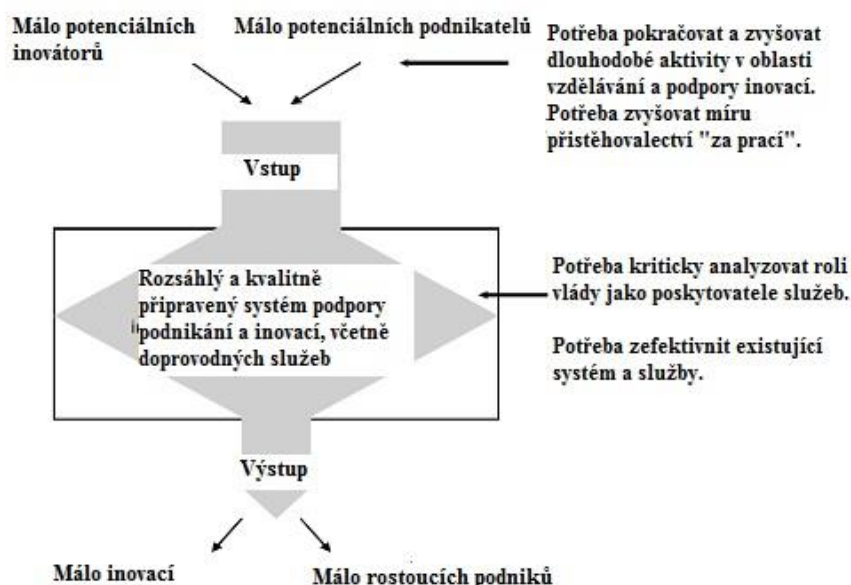 Málo potenciálních
inovátorů
Málo potenciálních podnikatelů
Potřeba pokračovat a zvyšovat
dlouhodobé aktivity v oblasti
vzdělávání a podpory inovací.
Potřeba zvyšovat míru
přistěhovalectví "za prací".
Vstup
Rozsáhlý a kvalitně
připravený systém podpory
podnikání a inovací, včetně
doprovodných služeb
Potřeba kriticky analyzovat roli
vlády jako poskytovatele služeb.
Potřeba zefektivnit existující
systém a služby.
Výstup
Málo inovací
Málo rostoucích podniků